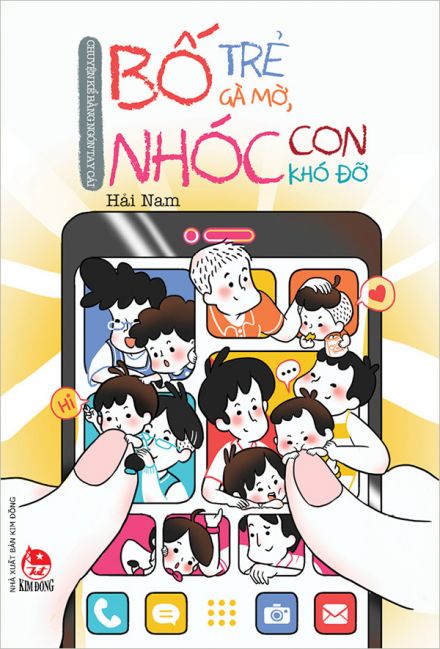 CHUYỆN KỂ BẰNG NGÓN TAY CÁI
BỐ TRẺ
GÀ MỜ,
NHÓC CON
KHÓ ĐỠ
Hải Nam
Hi
NHÀ XUẤT BẢN KIM ĐỒNG
KIM ĐỒNG